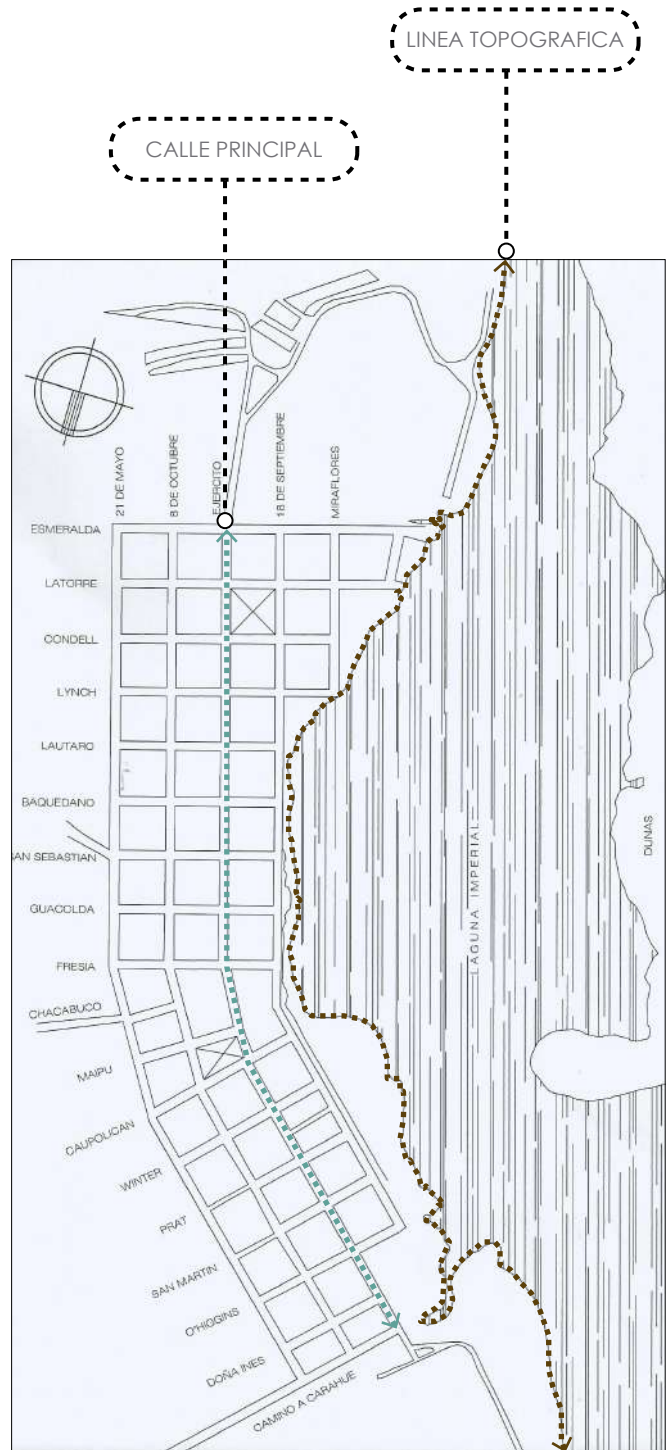 LINEA TOPOGRAFICA
CALLE PRINCIPAL
21 DE MAYO
8 DE OCTUBRE
EJERCITO
18 DE SEPTIEMBRE
MIRAFLORES
ESMERALDA
LATORRE
CONDELL
LYNCH
LAUTARO
BAQUEDANO
AN SEBASTIAN
GUACOLDA
FRESIA
CHACABUCO
MAIPU
CAUPOLICAN
WINTER
PRAT
SAN MARTIN
O'HIGGINS
DOÑA INES
CAMINO A CARAHUE
LAGUNA IMPERIAL
DUNAS